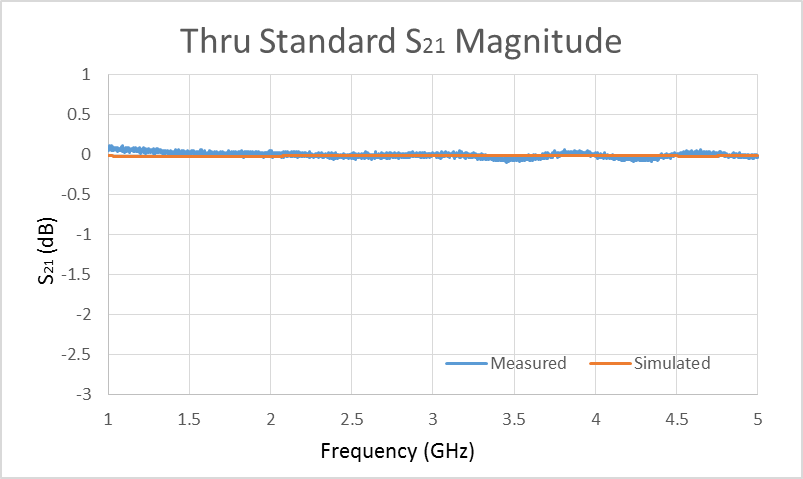 Thru Standard S21 Magnitude
1
0.5
0
-0.5
-1
-1.5
-2
-2.5
-3
S21 (dB)
Measured Simulated
1 1.5 2 2.5 3 3.5 4 4.5 5
Frequency (GHz)